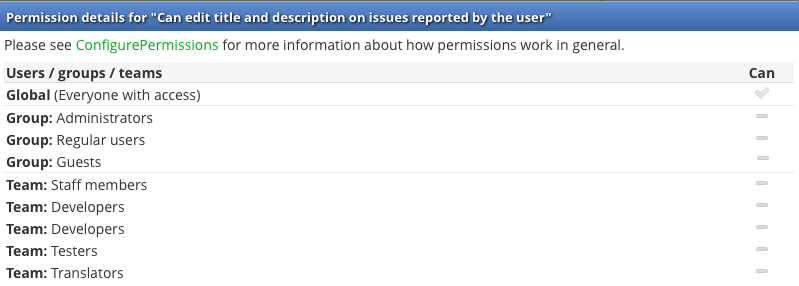 Permission details for "Can edit title and description on issues reported by the user"
Please see ConfigurePermissions for more information about how permissions work in general.
Users / groups / teams Can
Global (Everyone with access)
Group: Administrators
Group: Regular users
Group: Guests
Team: Staff members
Team: Developers
Team: Developers
Team: Testers
Team: Translators